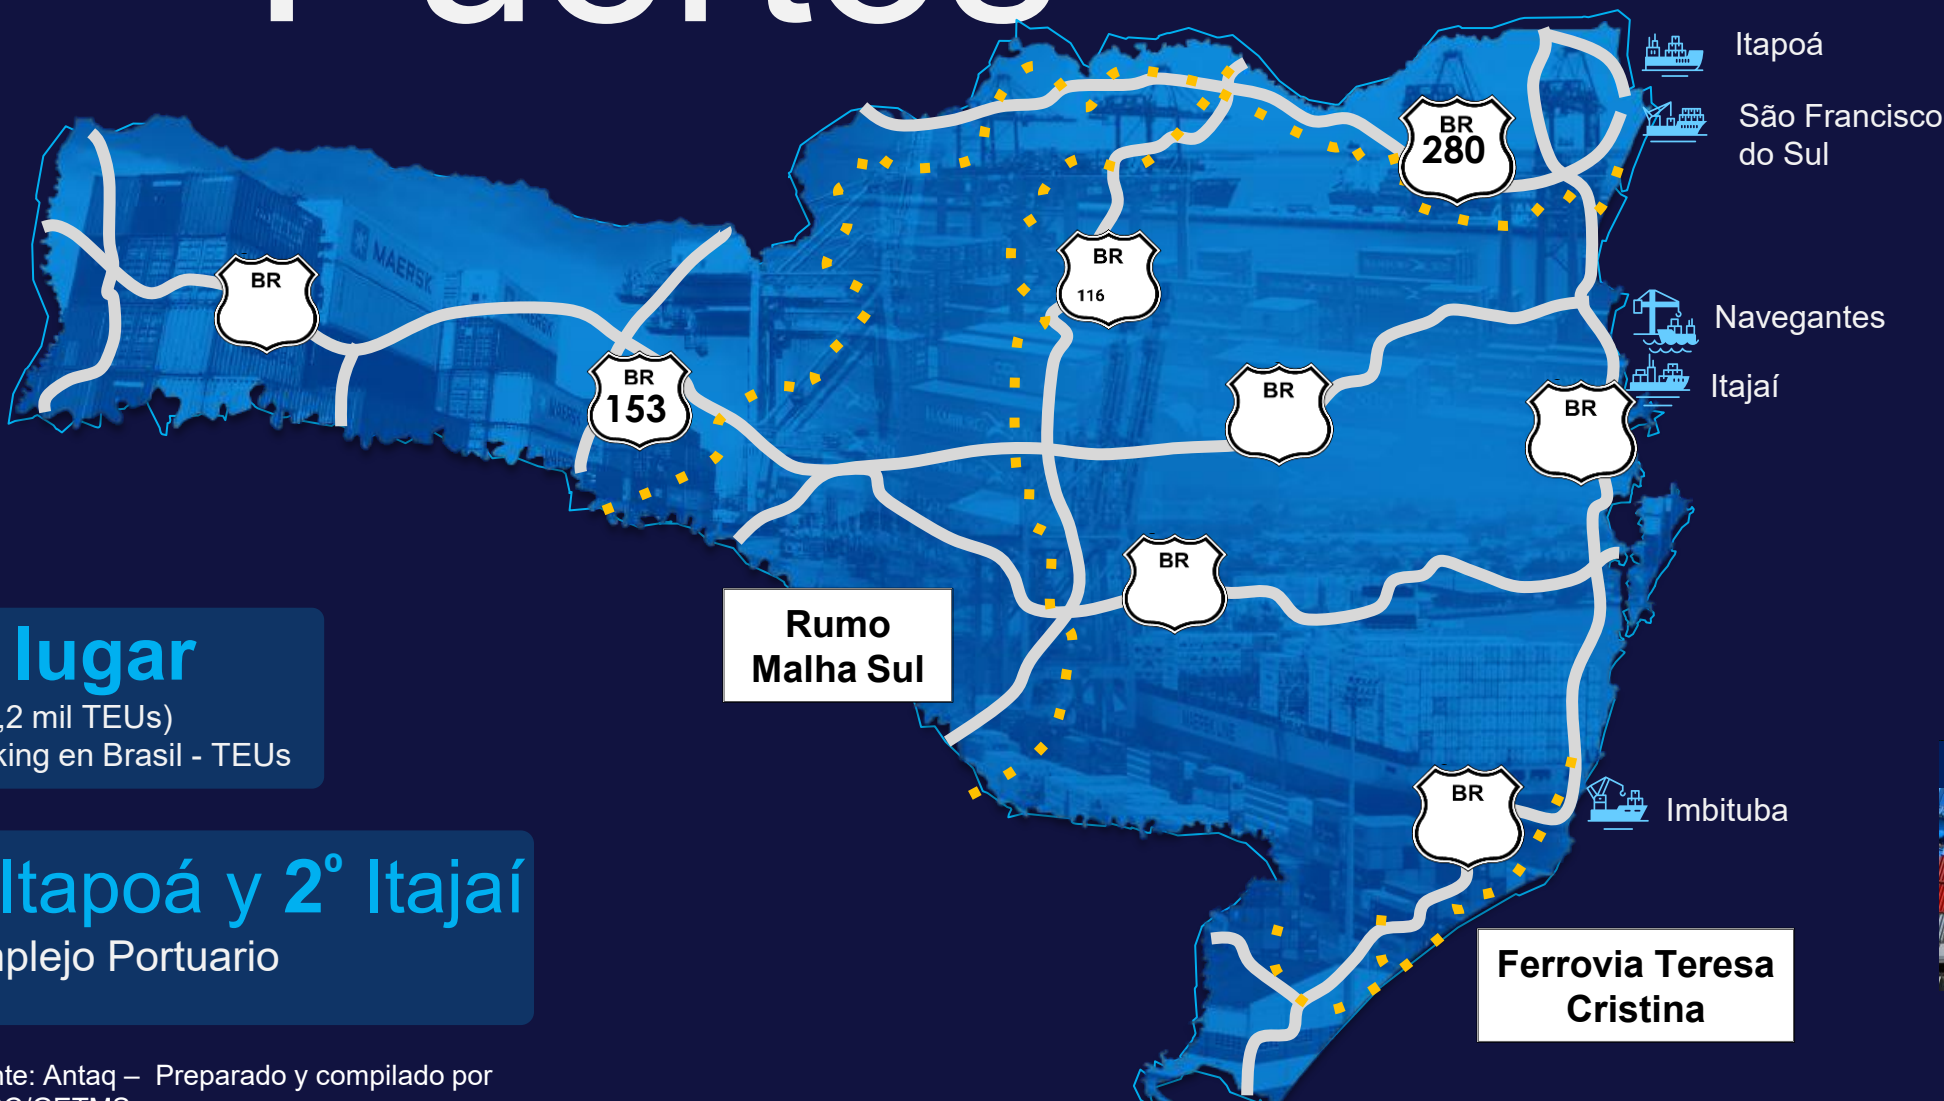 Puertos
Itapoá
São Francisco
do Sul
BR
280
BR
116
BR
Navegantes
BR
153
BR
BR
Itajaí
MAERSK
BR
Rumo
Malha Sul
lugar
,2 mil TEUs)
king en Brasil - TEUs
BR
Imbituba
Itapoá y 2º Itajaí
nplejo Portuario
Ferrovia Teresa
Cristina
nte: Antaq – Preparado y compilado por